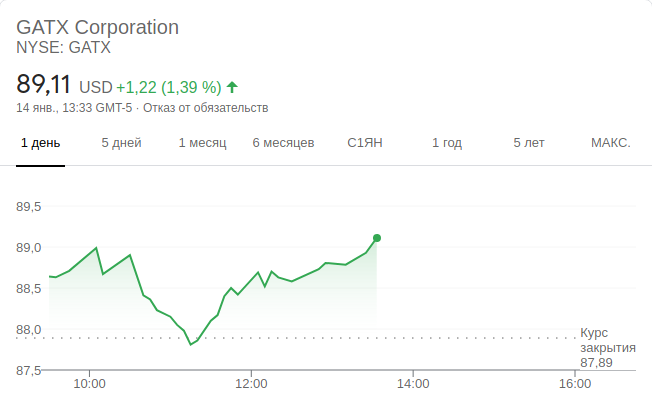 GATX Corporation
NYSE: GATX
89,11 USD +1,22 (1,39 %)
14 янв., 13:33 GMT-5 · Отказ от обязательств
1 день 5 дней 1 месяц 6 месяцев С1ЯН 1 год 5 лет МАКС.
89,5
89,0
88,5
88,0
87,5
Курс
закрытия
87,89
10:00 12:00 14:00 16:00